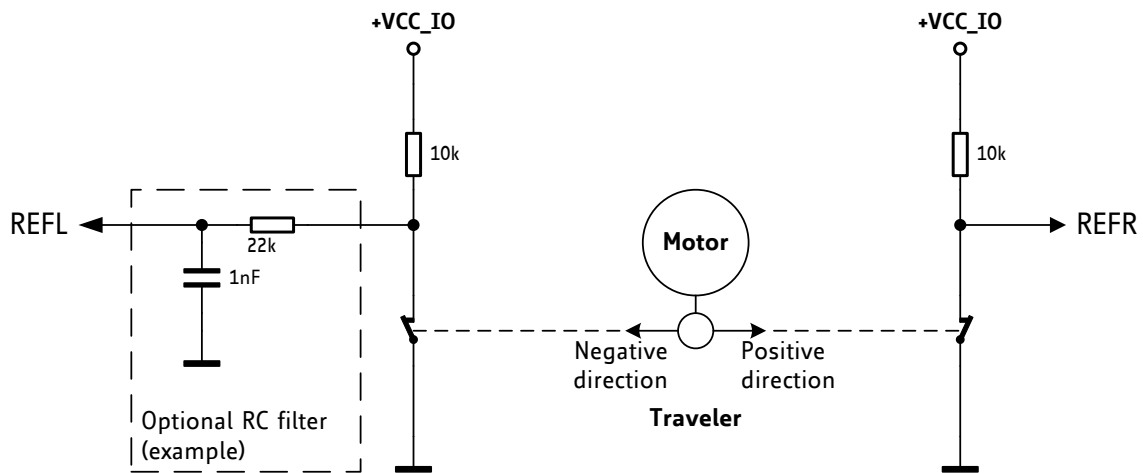 +VCC_IO
+VCC_IO
10k
10k
REFL
22k
1nF
Motor
REFR
Negative
direction
Positive
direction
Traveler
Optional RC filter
(example)